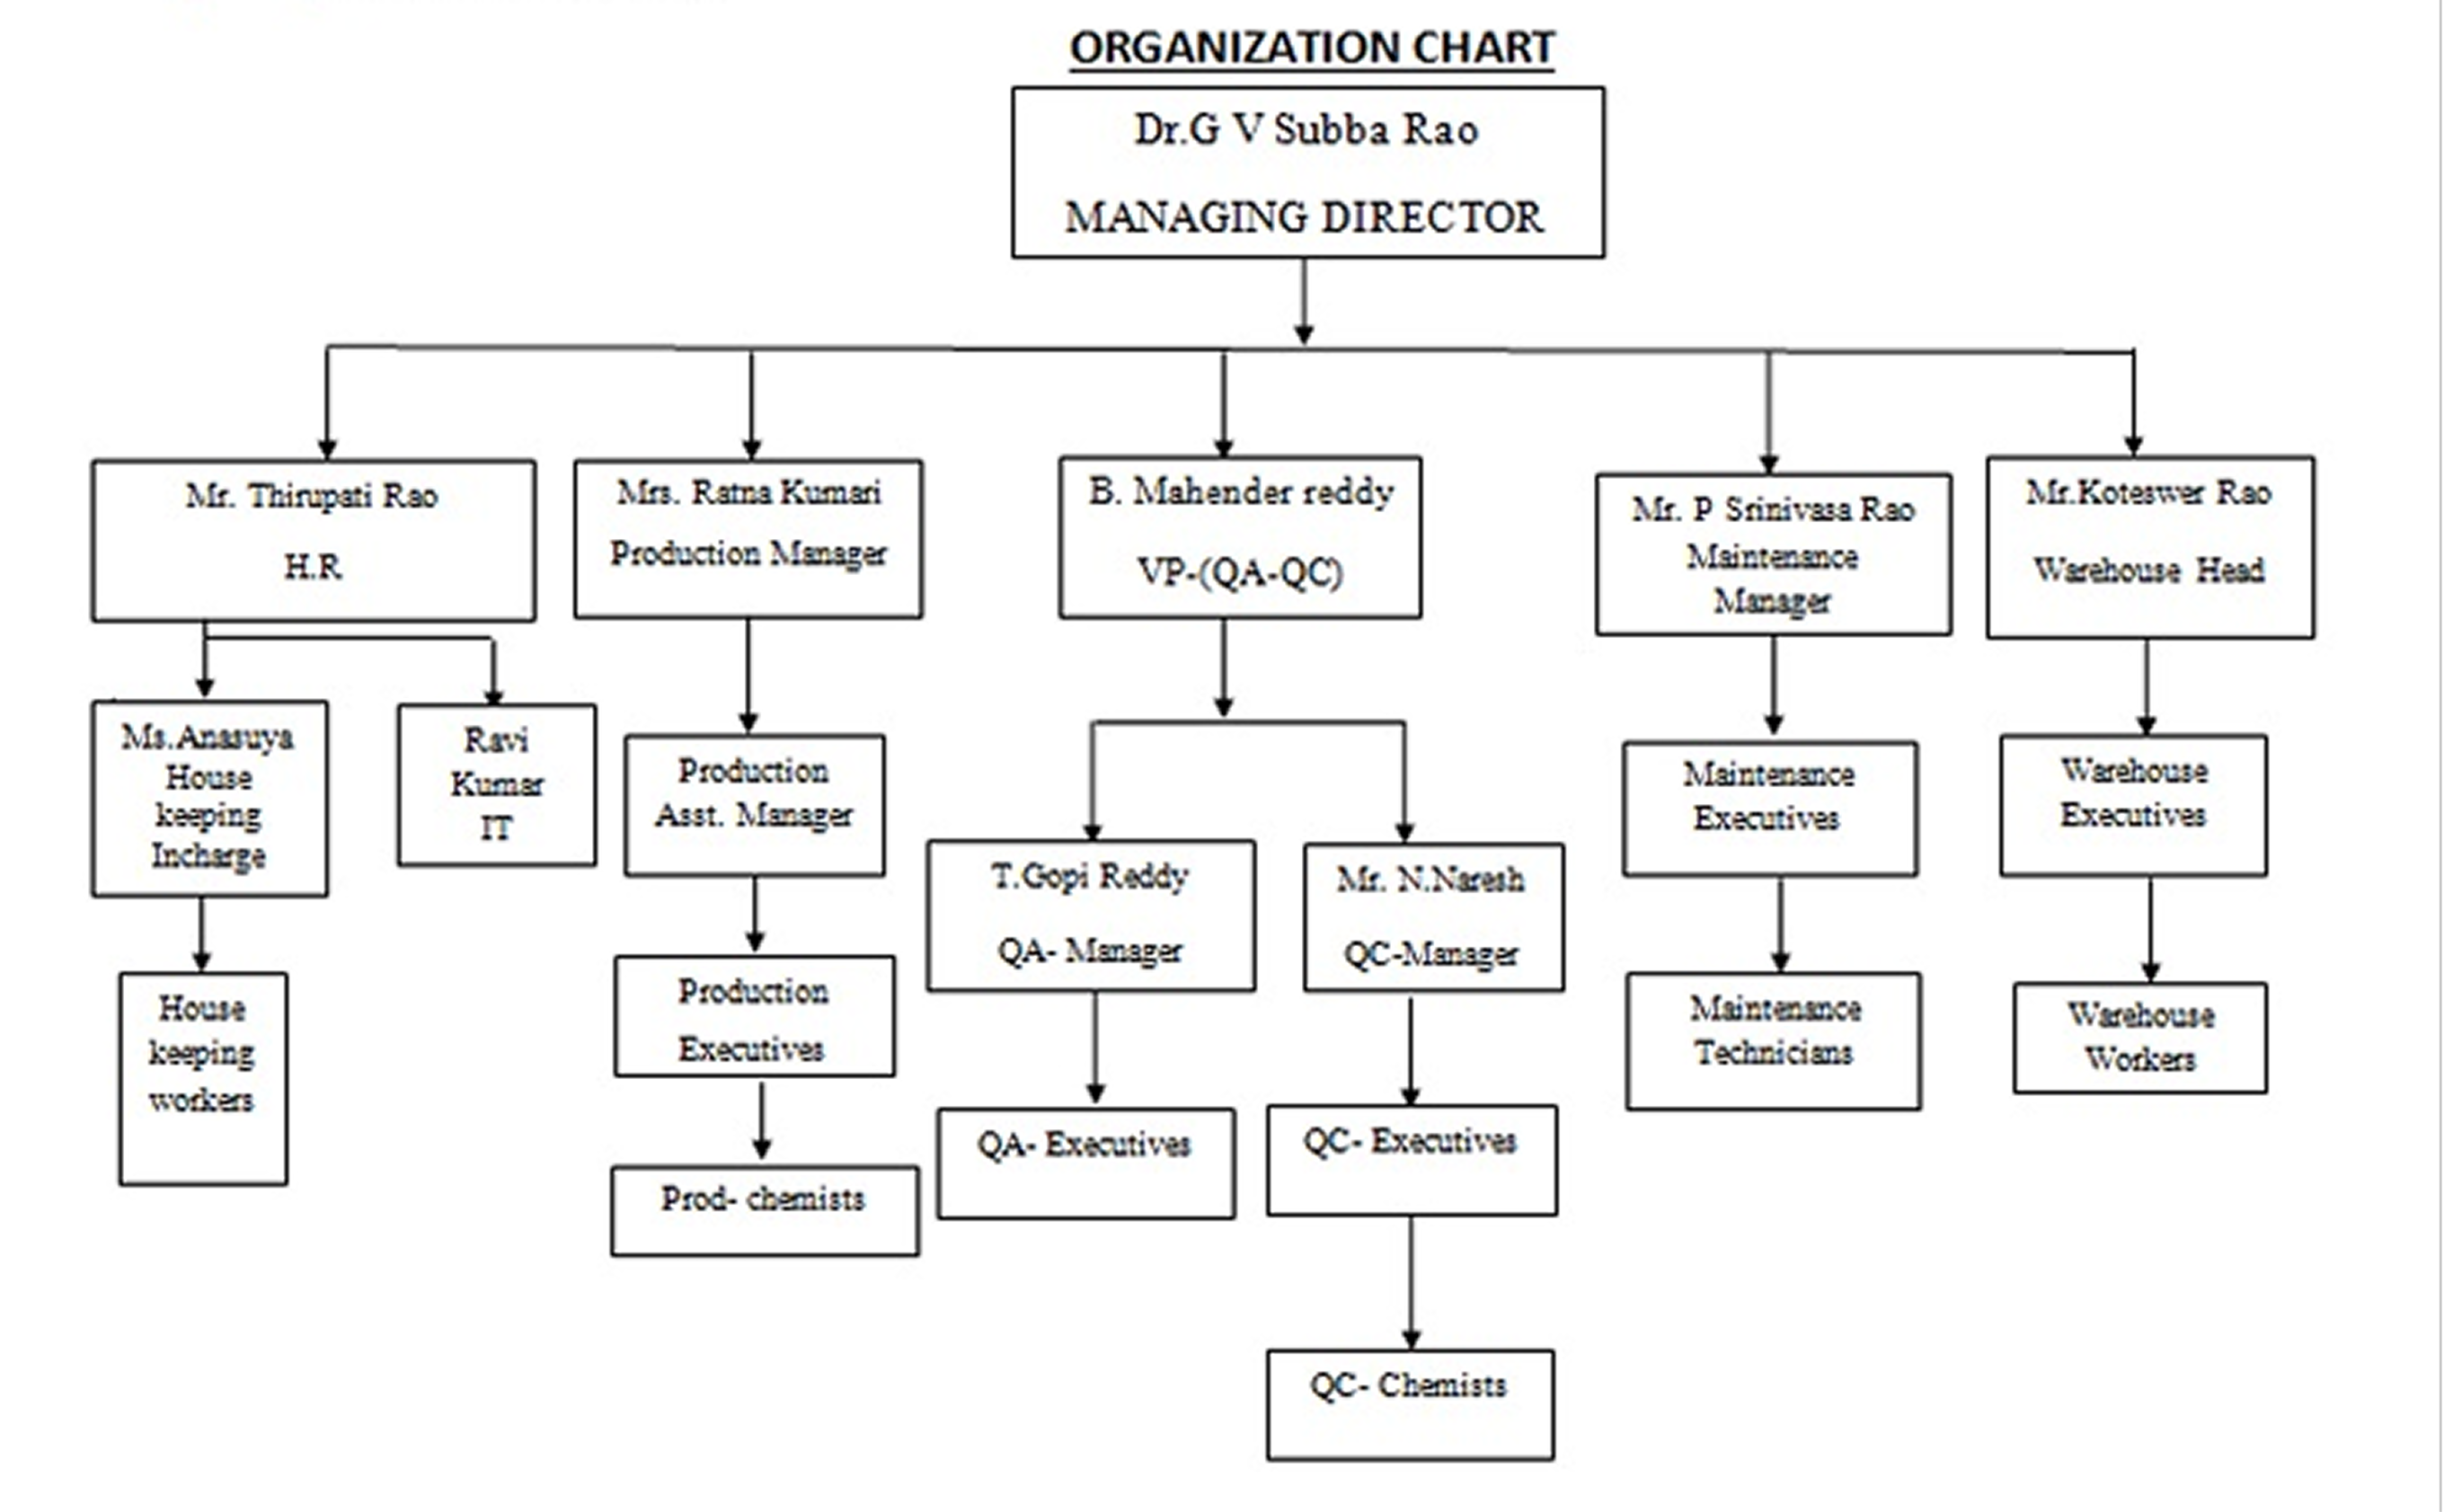 ORGANIZATION CHART
Dr.G V Subba Rao
MANAGING DIRECTOR
Mr. Thirupati Rao
H.R
Mrs. Ratna Kumari
Production Manager
B. Mahender reddy
VP-(QA-QC)
Mr. P Srinivasa Rao
Maintenance
Manager
Mr.Koteswer Rao
Warehouse Head
Ms.Anasuya
House
keeping
Incharge
Ravi
Kumar
IT
Production
Asst. Manager
T.Gopi Reddy
QA- Manager
Mr. N.Naresh
QC-Manager
Maintenance
Executives
Warehouse
Executives
House
keeping
workers
Production
Executives
QA- Executives
QC- Executives
Maintenance
Technicians
Warehouse
Workers
Prod- chemists
QC- Chemists